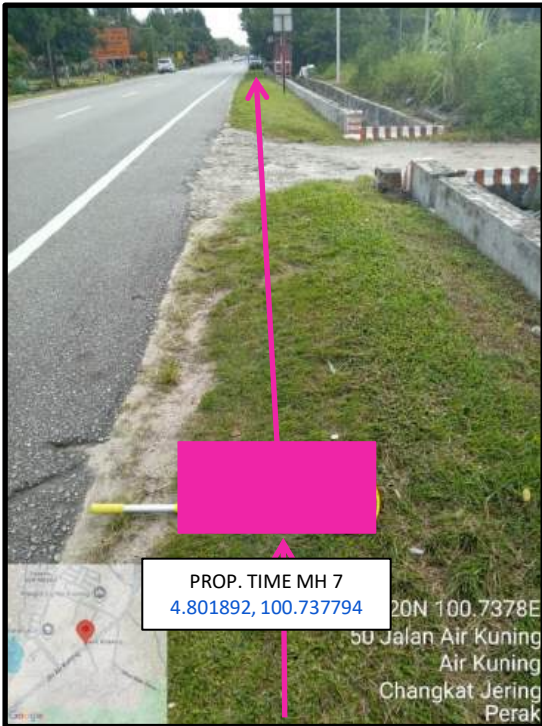 PROP. TIME MH 7
4.801892, 100.737794
20N 100.7378E
50 Jalan Air Kuning
Air Kuning
Changkat Jering
Perak
Google